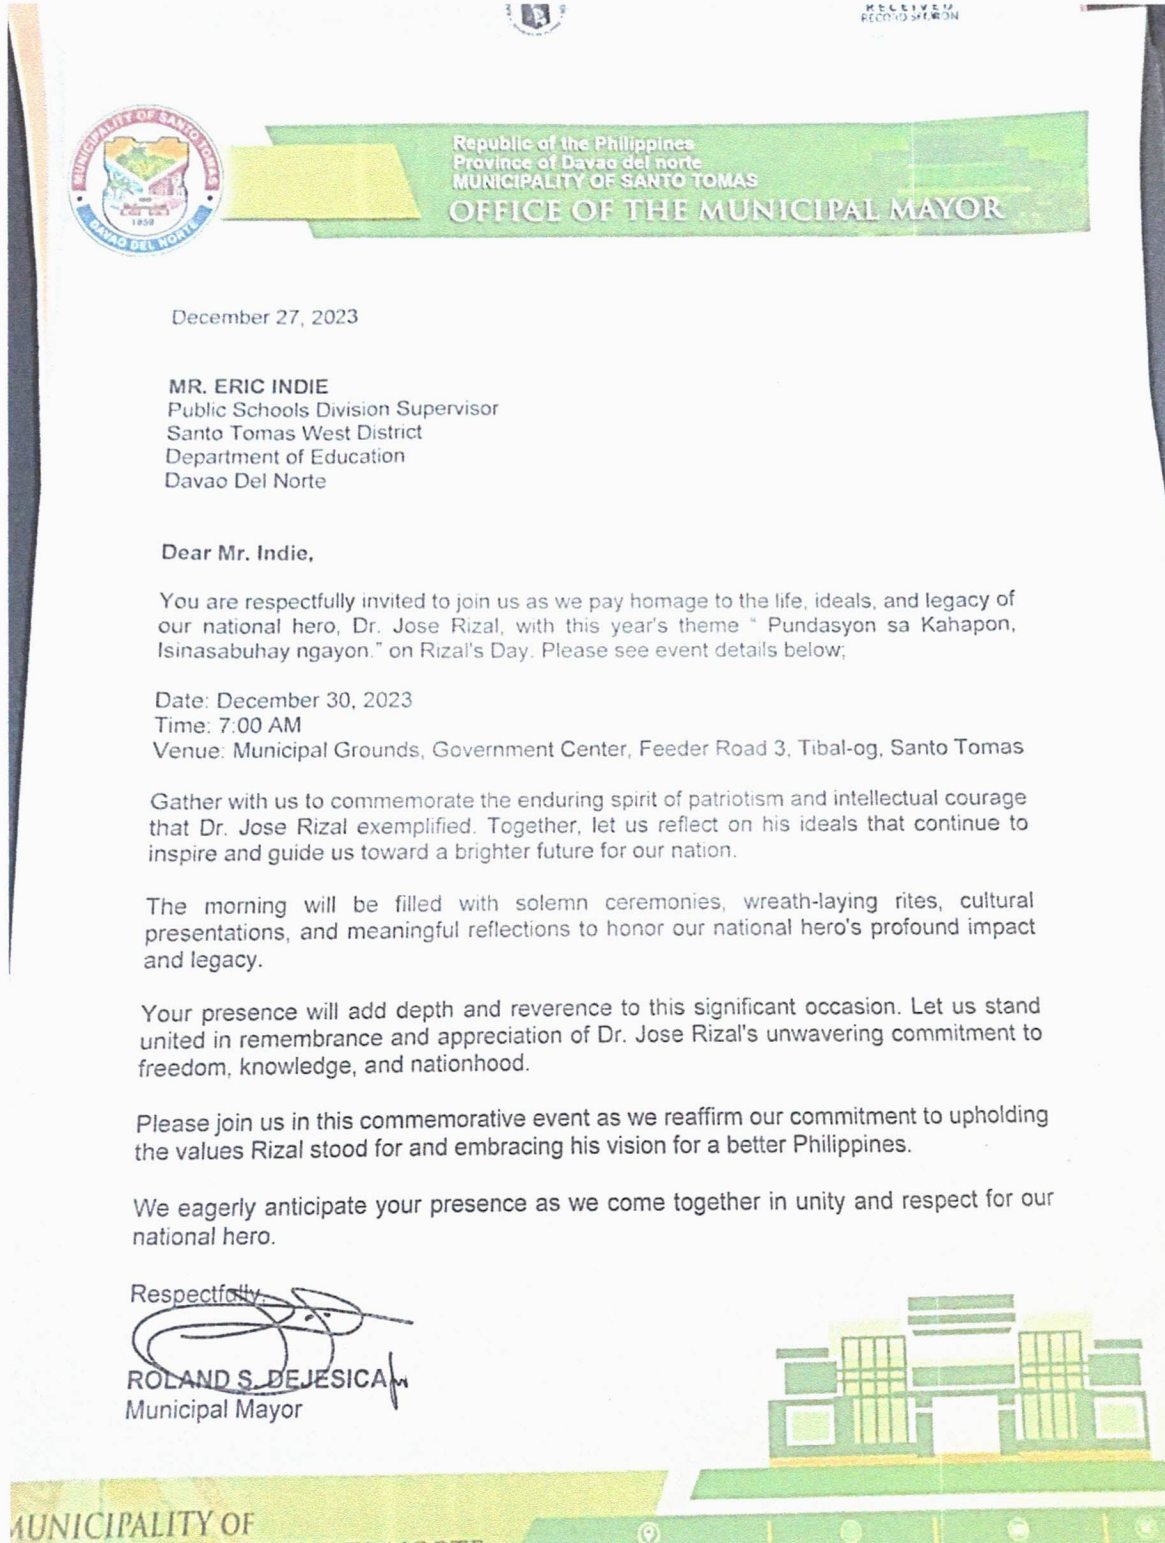 RECEIVED
MUNICIPALITY OF SANTO TOMAS
1959
DAVAO DEL NORTE
Republic of the Philippines
Province of Davao del norte
MUNICIPALITY OF SANTO TOMAS
OFFICE OF THE MUNICIPAL MAYOR
December 27, 2023
MR. ERIC INDIE
Public Schools Division Supervisor
Santo Tomas West District
Department of Education
Davao Del Norte
Dear Mr. Indie,
You are respectfully invited to join us as we pay homage to the life, ideals, and legacy of
our national hero, Dr. Jose Rizal, with this year's theme “ Pundasyon sa Kahapon,
Isinasabuhay ngayon.” on Rizal's Day. Please see event details below;
Date: December 30, 2023
Time: 7:00 AM
Venue: Municipal Grounds, Government Center, Feeder Road 3, Tibal-og, Santo Tomas
Gather with us to commemorate the enduring spirit of patriotism and intellectual courage
that Dr. Jose Rizal exemplified. Together, let us reflect on his ideals that continue to
inspire and guide us toward a brighter future for our nation.
The morning will be filled with solemn ceremonies, wreath-laying rites, cultural
presentations, and meaningful reflections to honor our national hero's profound impact
and legacy.
Your presence will add depth and reverence to this significant occasion. Let us stand
united in remembrance and appreciation of Dr. Jose Rizal's unwavering commitment to
freedom, knowledge, and nationhood.
Please join us in this commemorative event as we reaffirm our commitment to upholding
the values Rizal stood for and embracing his vision for a better Philippines.
We eagerly anticipate your presence as we come together in unity and respect for our
national hero.
Respectfully,
ROLAND S. DEJESICA
Municipal Mayor
MUNICIPALITY OF